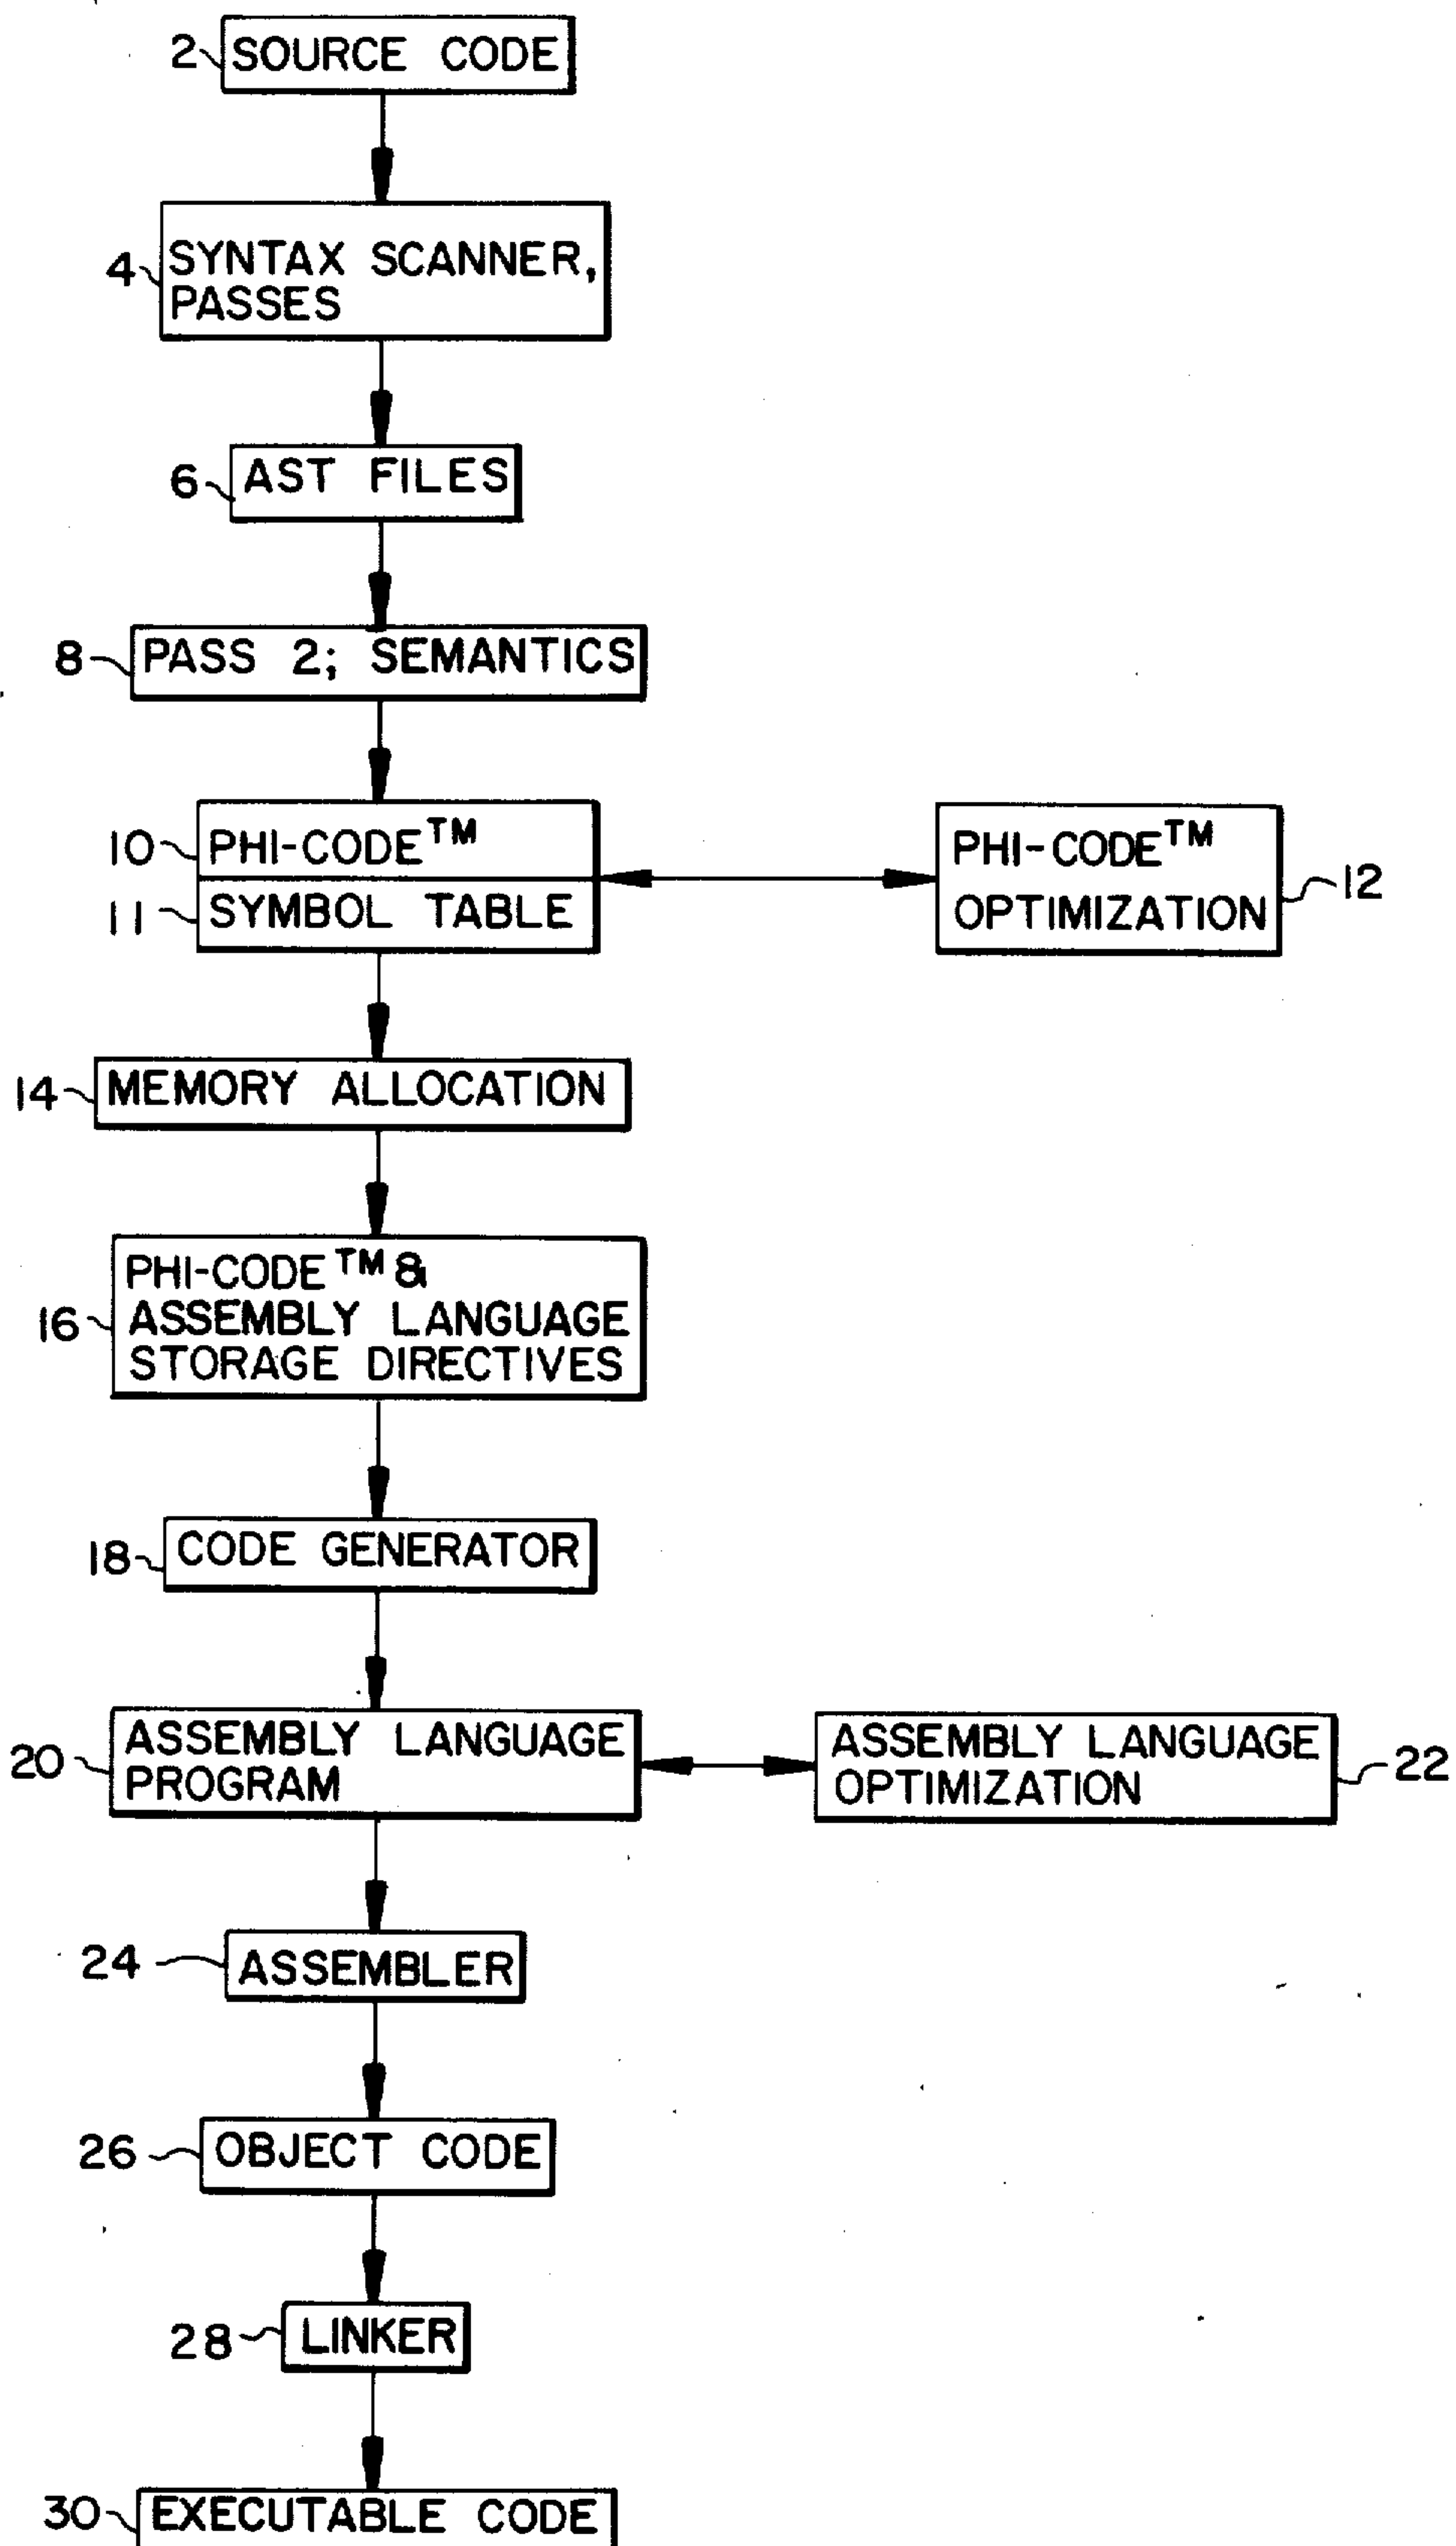 2 SOURCE CODE
4 SYNTAX SCANNER,
PASSES
6 AST FILES
8 PASS 2; SEMANTICS
10 PHI-CODE™
11 SYMBOL TABLE
PHI-CODE™
OPTIMIZATION 12
14 MEMORY ALLOCATION
16 PHI-CODE™ &
ASSEMBLY LANGUAGE
STORAGE DIRECTIVES
18 CODE GENERATOR
20 ASSEMBLY LANGUAGE
PROGRAM
ASSEMBLY LANGUAGE
OPTIMIZATION 22
24 ASSEMBLER
26 OBJECT CODE
28 LINKER
30 EXECUTABLE CODE